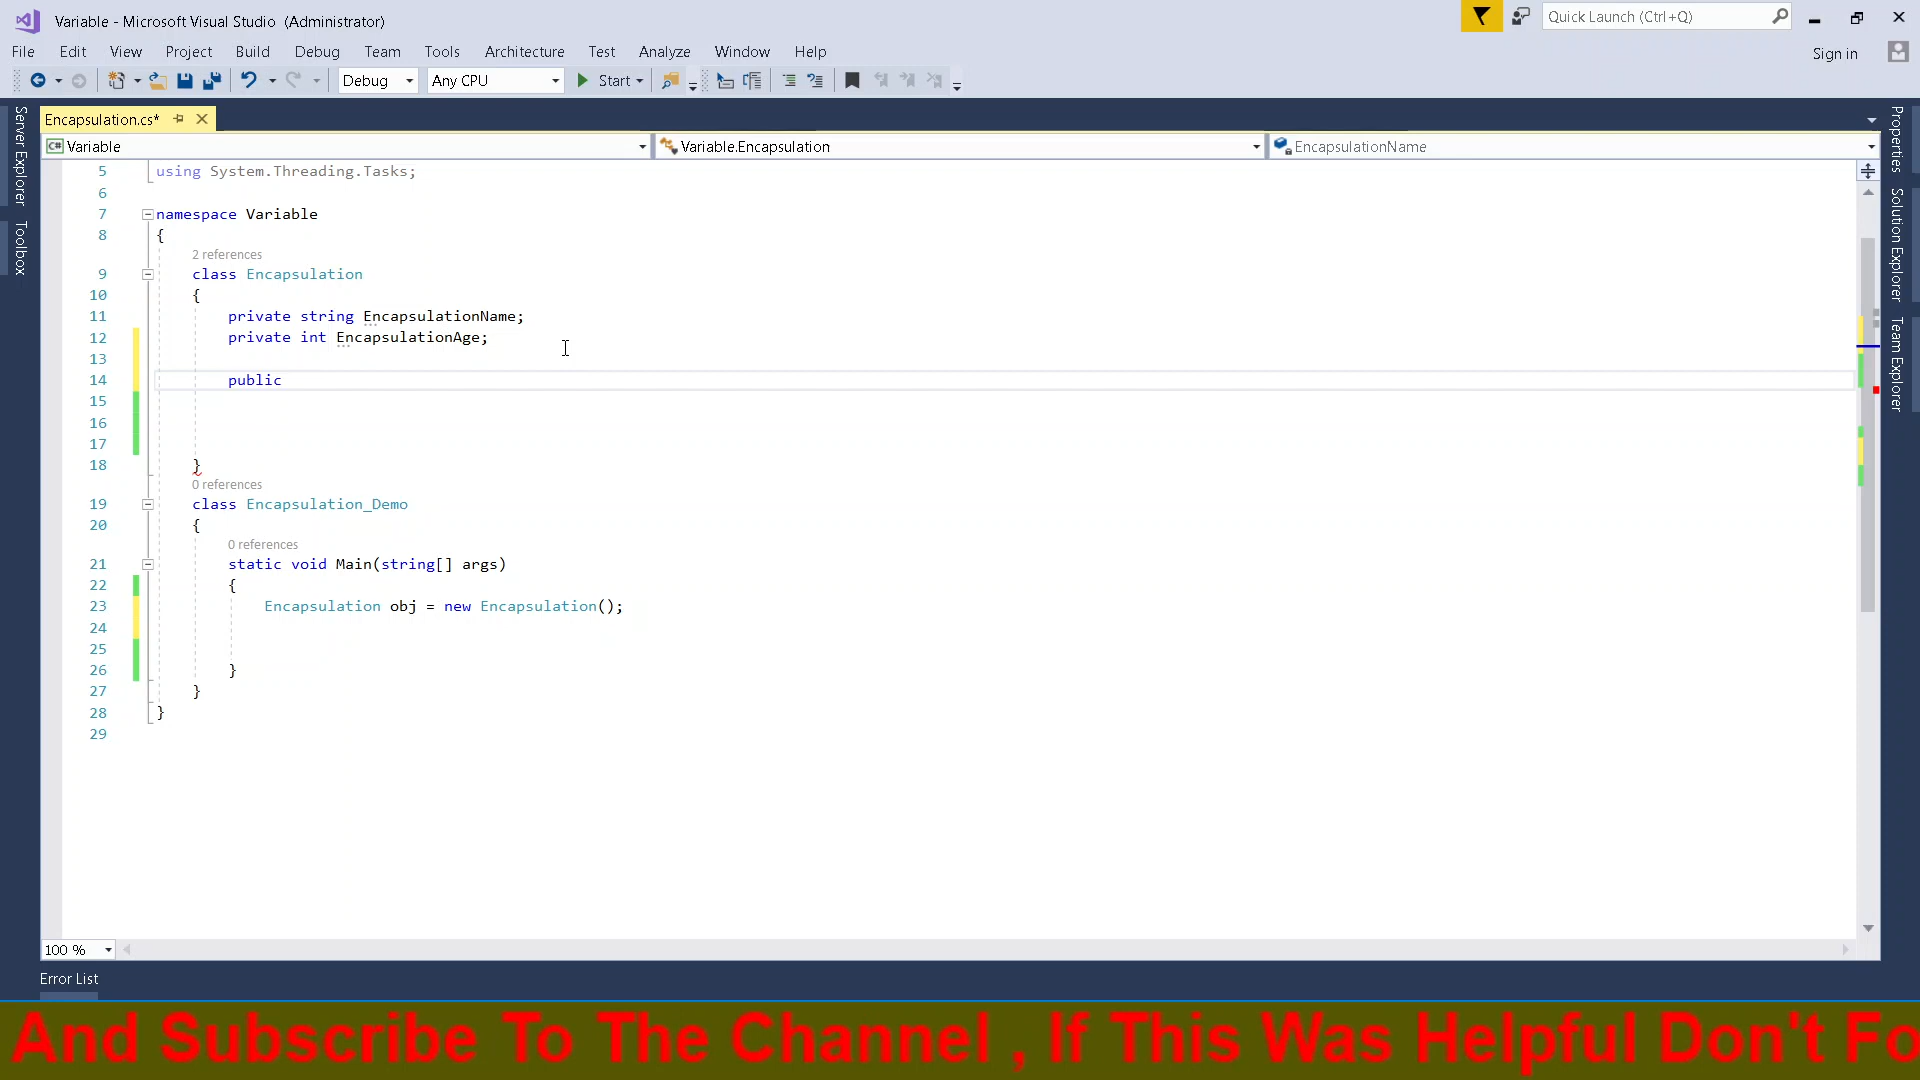 Variable - Microsoft Visual Studio (Administrator)
Quick Launch (Ctrl+Q)
File Edit View Project Build Debug Team Tools Architecture Test Analyze Window Help
Sign in
Debug Any CPU Start
Server Explorer
Toolbox
Encapsulation.cs*
Variable Variable.Encapsulation EncapsulationName
5 using System.Threading.Tasks;
6
7 namespace Variable
8 {
2 references
9 class Encapsulation
10 {
11 private string EncapsulationName;
12 private int EncapsulationAge;
13
14 public
15
16
17
18 }
0 references
19 class Encapsulation_Demo
20 {
0 references
21 static void Main(string[] args)
22 {
23 Encapsulation obj = new Encapsulation();
24
25
26 }
27 }
28 }
29
Properties
Solution Explorer
Team Explorer
100 %
Error List
And Subscribe To The Channel , If This Was Helpful Don't Fo